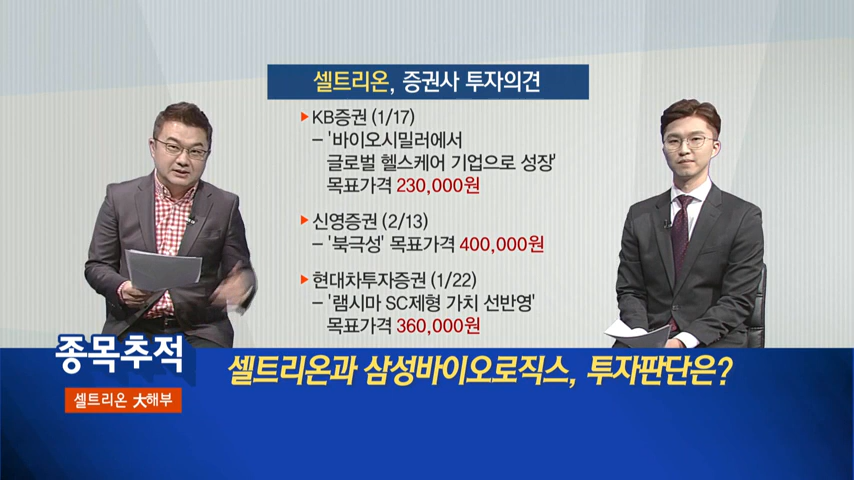 셀트리온, 증권사 투자의견
▶KB증권 (1/17)
– '바이오시밀러에서
글로벌 헬스케어 기업으로 성장'
목표가격 230,000원
▶신영증권 (2/13)
– '북극성' 목표가격 400,000원
▶현대차투자증권 (1/22)
– '램시마 SC제형 가치 선반영'
목표가격 360,000원
종목추적
셀트리온 大해부
셀트리온과 삼성바이오로직스, 투자판단은?